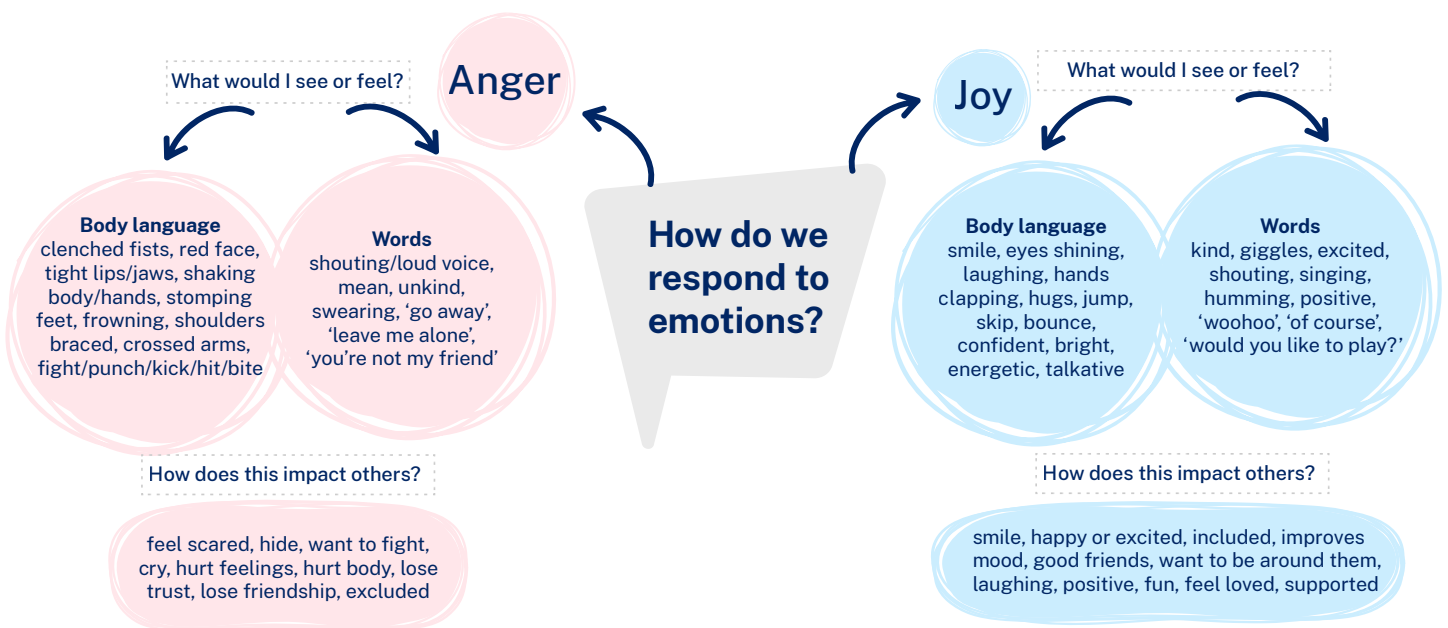 How do we
respond to
emotions?
Anger
What would I see or feel?
Body language
clenched fists, red face,
tight lips/jaws, shaking
body/hands, stomping
feet, frowning, shoulders
braced, crossed arms,
fight/punch/kick/hit/bite
Words
shouting/loud voice,
mean, unkind,
swearing, ‘go away’,
‘leave me alone’,
‘you’re not my friend’
How does this impact others?
feel scared, hide, want to fight,
cry, hurt feelings, hurt body, lose
trust, lose friendship, excluded
Joy
What would I see or feel?
Body language
smile, eyes shining,
laughing, hands
clapping, hugs, jump,
skip, bounce,
confident, bright,
energetic, talkative
Words
kind, giggles, excited,
shouting, singing,
humming, positive,
‘woohoo’, ‘of course’,
‘would you like to play?’
How does this impact others?
smile, happy or excited, included, improves
mood, good friends, want to be around them,
laughing, positive, fun, feel loved, supported